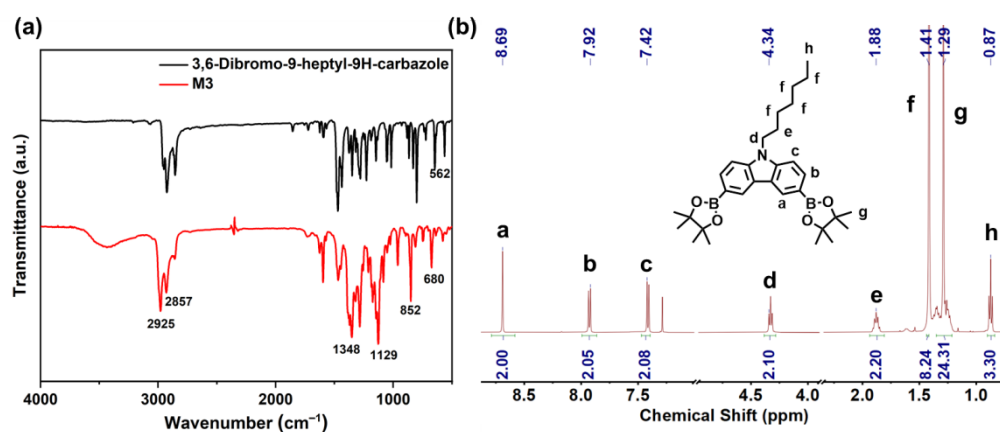 (a)
3,6-Dibromo-9-heptyl-9H-carbazole
M3
562
2857
2925
1348
1129
852
680
Transmittance (a.u.)
4000 3000 2000 1000
Wavenumber (cm⁻¹)
(b)
8.69 7.92 7.42 4.34 1.88 1.41 1.29 0.87
h
f
f
f
f
e
d
N
c
b
a
B
O
O
B
O
O
g
a b c d e f g h
2.00 2.05 2.08 2.10 2.20 8.24 24.31 3.30
8.5 8.0 7.5 4.5 4.0 2.0 1.5 1.0
Chemical Shift (ppm)